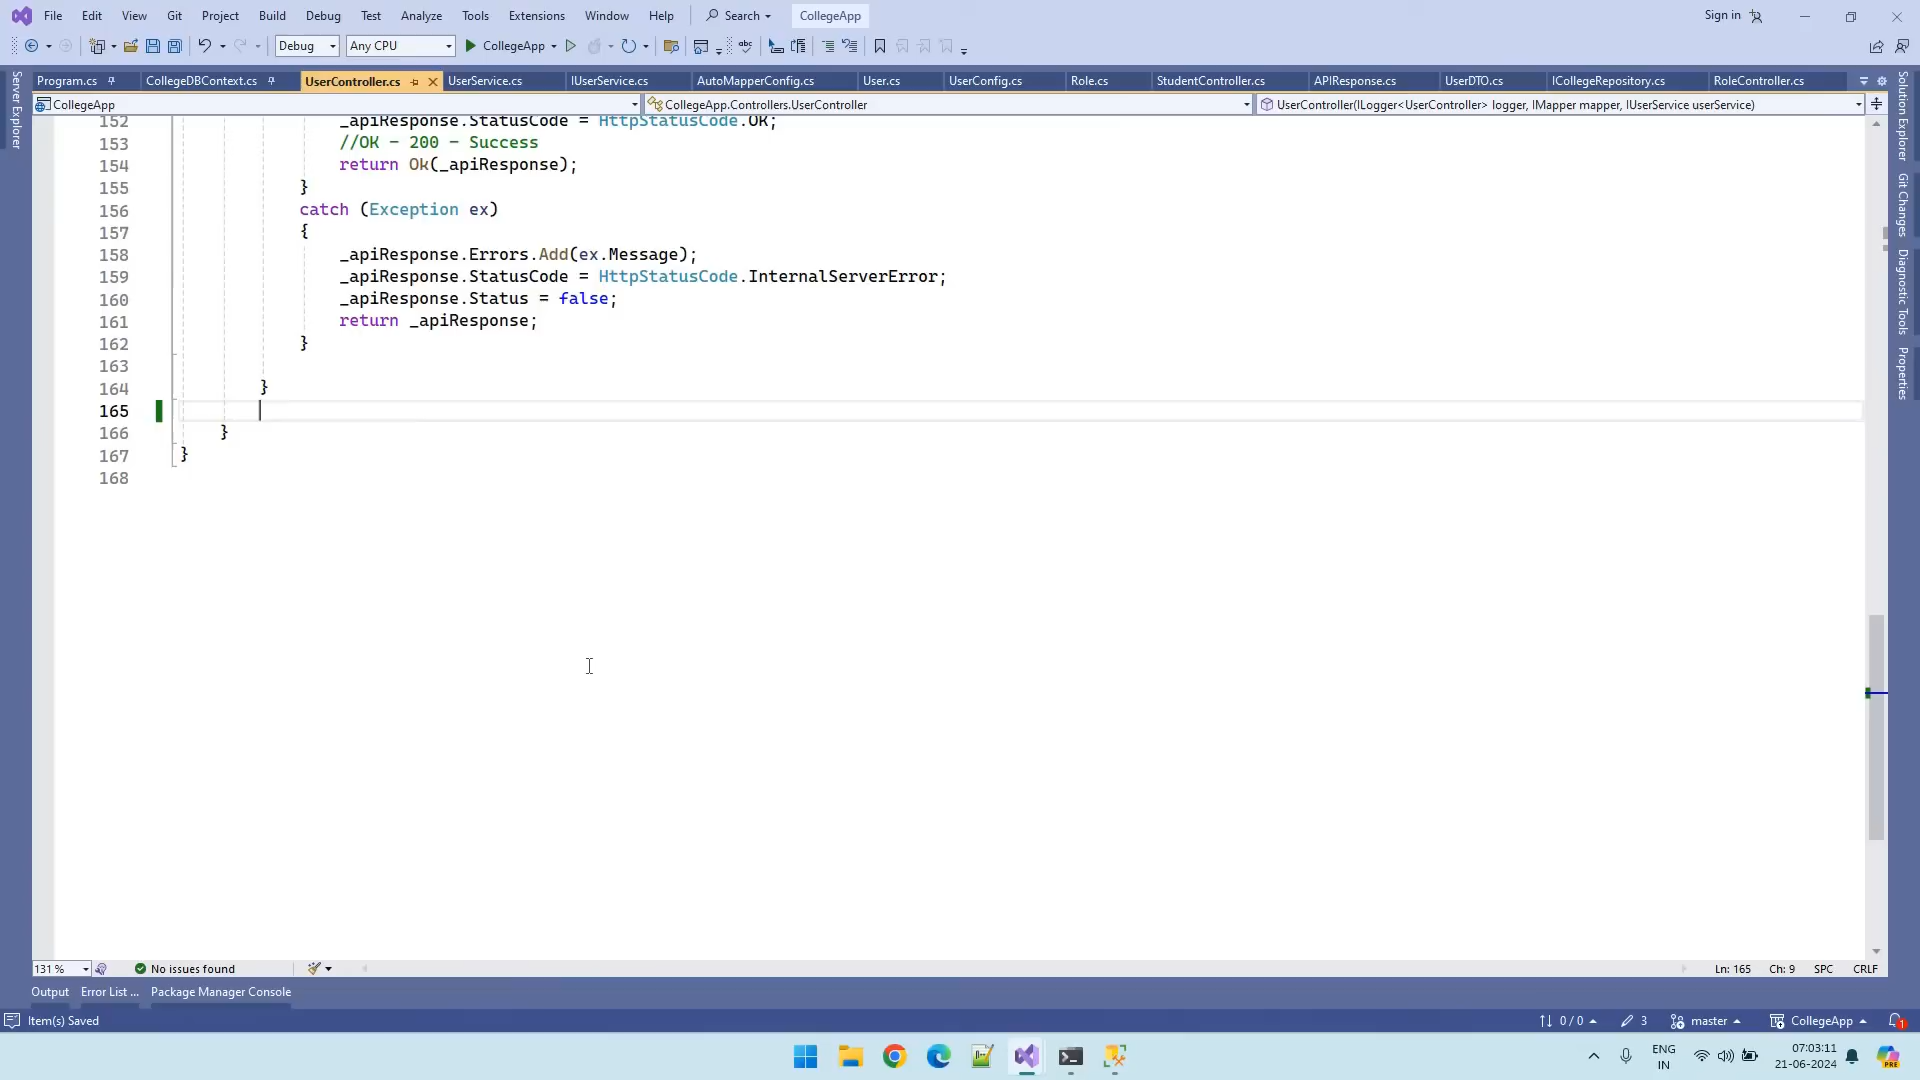 File Edit View Git Project Build Debug Test Analyze Tools Extensions Window Help Search CollegeApp Sign in
Debug Any CPU CollegeApp
Program.cs CollegeDBContext.cs UserController.cs UserService.cs IUserService.cs AutoMapperConfig.cs User.cs UserConfig.cs Role.cs StudentController.cs APIResponse.cs UserDTO.cs ICollegeRepository.cs RoleController.cs
CollegeApp CollegeApp.Controllers.UserController UserController(ILogger<UserController> logger, IMapper mapper, IUserService userService)
Server Explorer
152 _apiResponse.StatusCode = HttpStatusCode.OK;
153 //OK - 200 - Success
154 return Ok(_apiResponse);
155 }
156 catch (Exception ex)
157 {
158 _apiResponse.Errors.Add(ex.Message);
159 _apiResponse.StatusCode = HttpStatusCode.InternalServerError;
160 _apiResponse.Status = false;
161 return _apiResponse;
162 }
163
164 }
165
166 }
167 }
168
Solution Explorer
Git Changes
Diagnostic Tools
Properties
131 % No issues found Ln: 165 Ch: 9 SPC CRLF
Output Error List ... Package Manager Console
Item(s) Saved 0 / 0 3 master CollegeApp 1
ENG
IN
07:03:11
21-06-2024
PRE